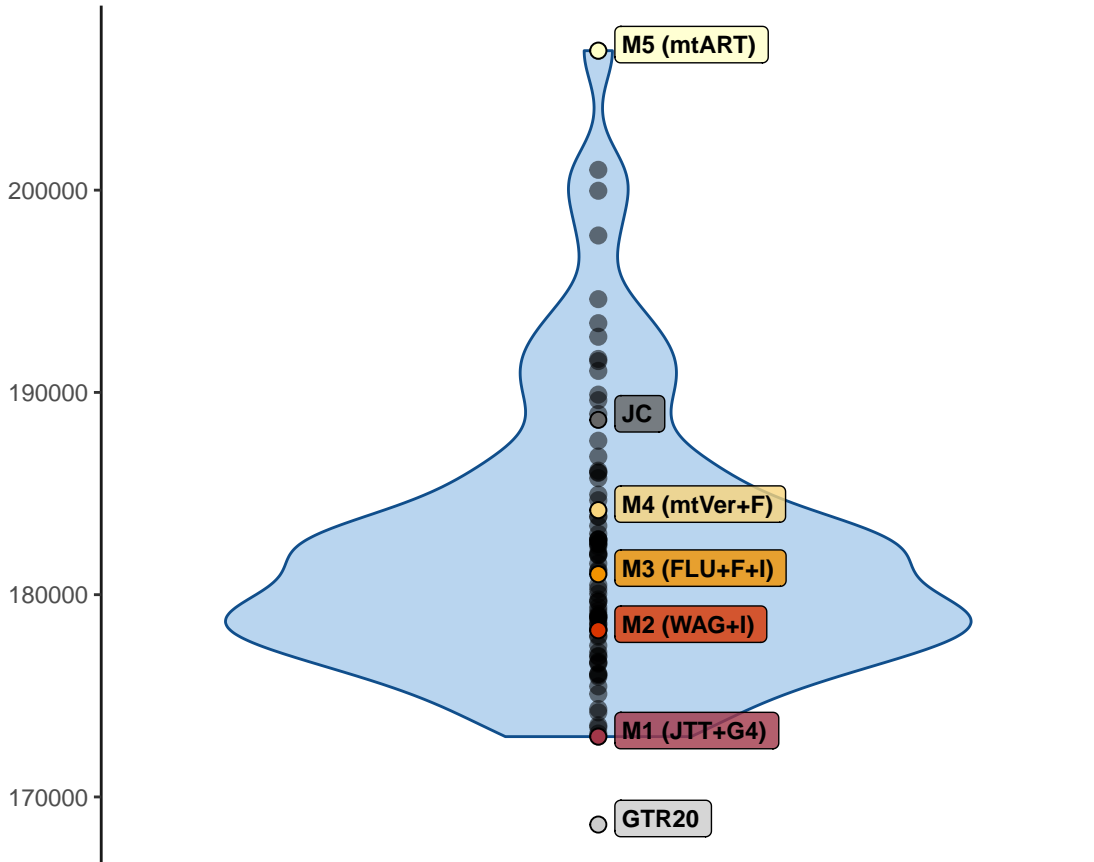 M5 (mtART)
200000
190000
JC
M4 (mtVer+F)
M3 (FLU+F+I)
180000
M2 (WAG+I)
M1 (JTT+G4)
170000
GTR20